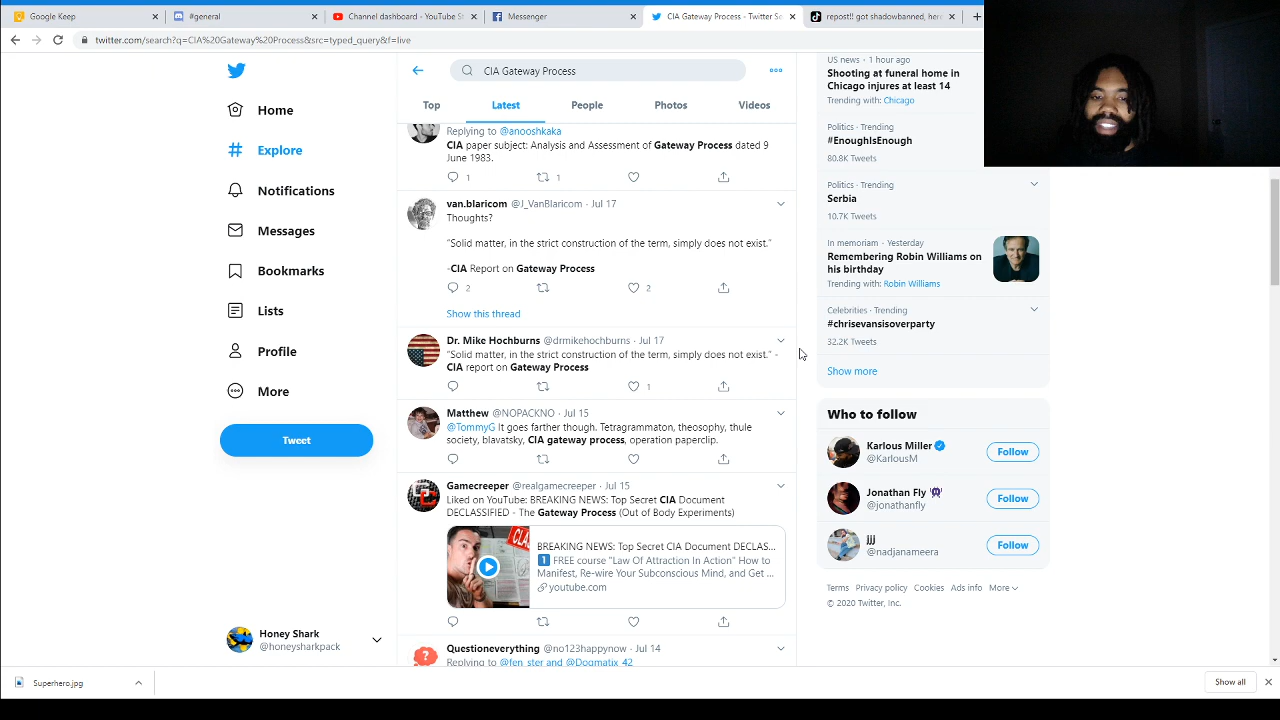 Google Keep
#general
Channel dashboard - YouTube St
Messenger
CIA Gateway Process - Twitter Se
repost!! got shadowbanned, her
twitter.com/search?q=CIA%20Gateway%20Process&src=typed_query&f=live
Home
Explore
Notifications
Messages
Bookmarks
Lists
Profile
More
Tweet
Honey Shark
@honeysharkpack
CIA Gateway Process
Top
Latest
People
Photos
Videos
Replying to @anooshkaka
CIA paper subject: Analysis and Assessment of Gateway Process dated 9
June 1983.
1
1
van.blaricom @J_VanBlaricom · Jul 17
Thoughts?
“Solid matter, in the strict construction of the term, simply does not exist.”
-CIA Report on Gateway Process
2
2
Show this thread
Dr. Mike Hochburns @drmikehochburns · Jul 17
“Solid matter, in the strict construction of the term, simply does not exist.” -
CIA report on Gateway Process
1
Matthew @NOPACKNO · Jul 15
@TommyG It goes farther though. Tetragrammaton, theosophy, thule
society, blavatsky, CIA gateway process, operation paperclip.
Gamecreeper @realgamecreeper · Jul 15
Liked on YouTube: BREAKING NEWS: Top Secret CIA Document
DECLASSIFIED - The Gateway Process (Out of Body Experiments)
BREAKING NEWS: Top Secret CIA Document DECLAS...
1 FREE course "Law Of Attraction In Action" How to
Manifest, Re-wire Your Subconscious Mind, and Get ...
youtube.com
Questioneverything @no123happynow · Jul 14
Replying to @fen_ster and @Dogmatix_42
US news · 1 hour ago
Shooting at funeral home in
Chicago injures at least 14
Trending with: Chicago
Politics · Trending
#EnoughIsEnough
80.8K Tweets
Politics · Trending
Serbia
10.7K Tweets
In memoriam · Yesterday
Remembering Robin Williams on
his birthday
Trending with: Robin Williams
Celebrities · Trending
#chrisevansisoverparty
32.2K Tweets
Show more
Who to follow
Karlous Miller
@KarlousM
Follow
Jonathan Fly
@jonathanfly
Follow
jjj
@nadjanameera
Follow
Terms Privacy policy Cookies Ads info More
© 2020 Twitter, Inc.
Superhero.jpg
Show all